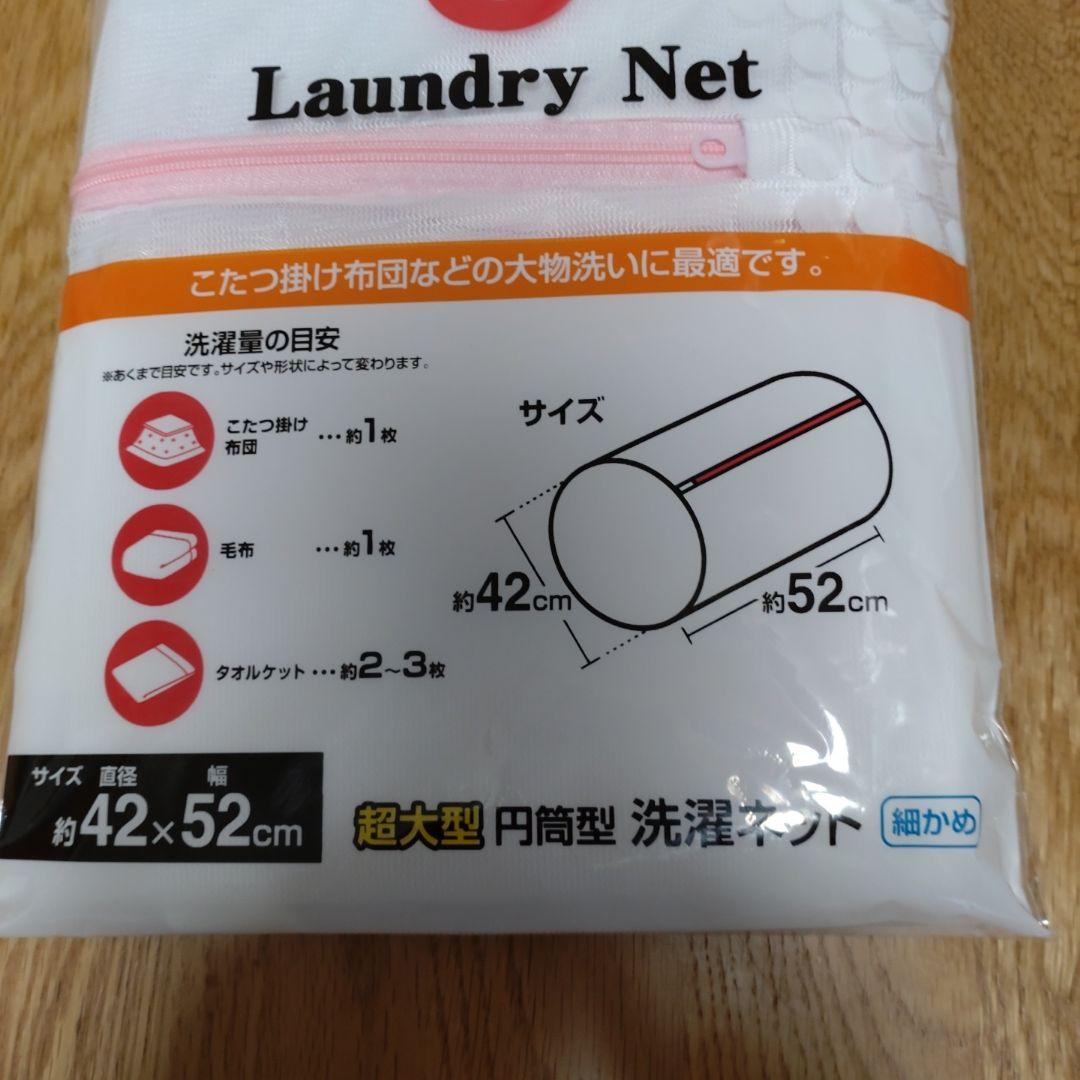 Laundry Net
こたつ掛け布団などの大物洗いに最適です。
洗濯量の目安
※あくまで目安です。サイズや形状によって変わります。
こたつ掛け
布団 …約1枚
毛布 …約1枚
タオルケット…約2~3枚
サイズ
約42cm
約52cm
サイズ 直径 幅
約42×52cm
超大型 円筒型 洗濯ネット 細かめ